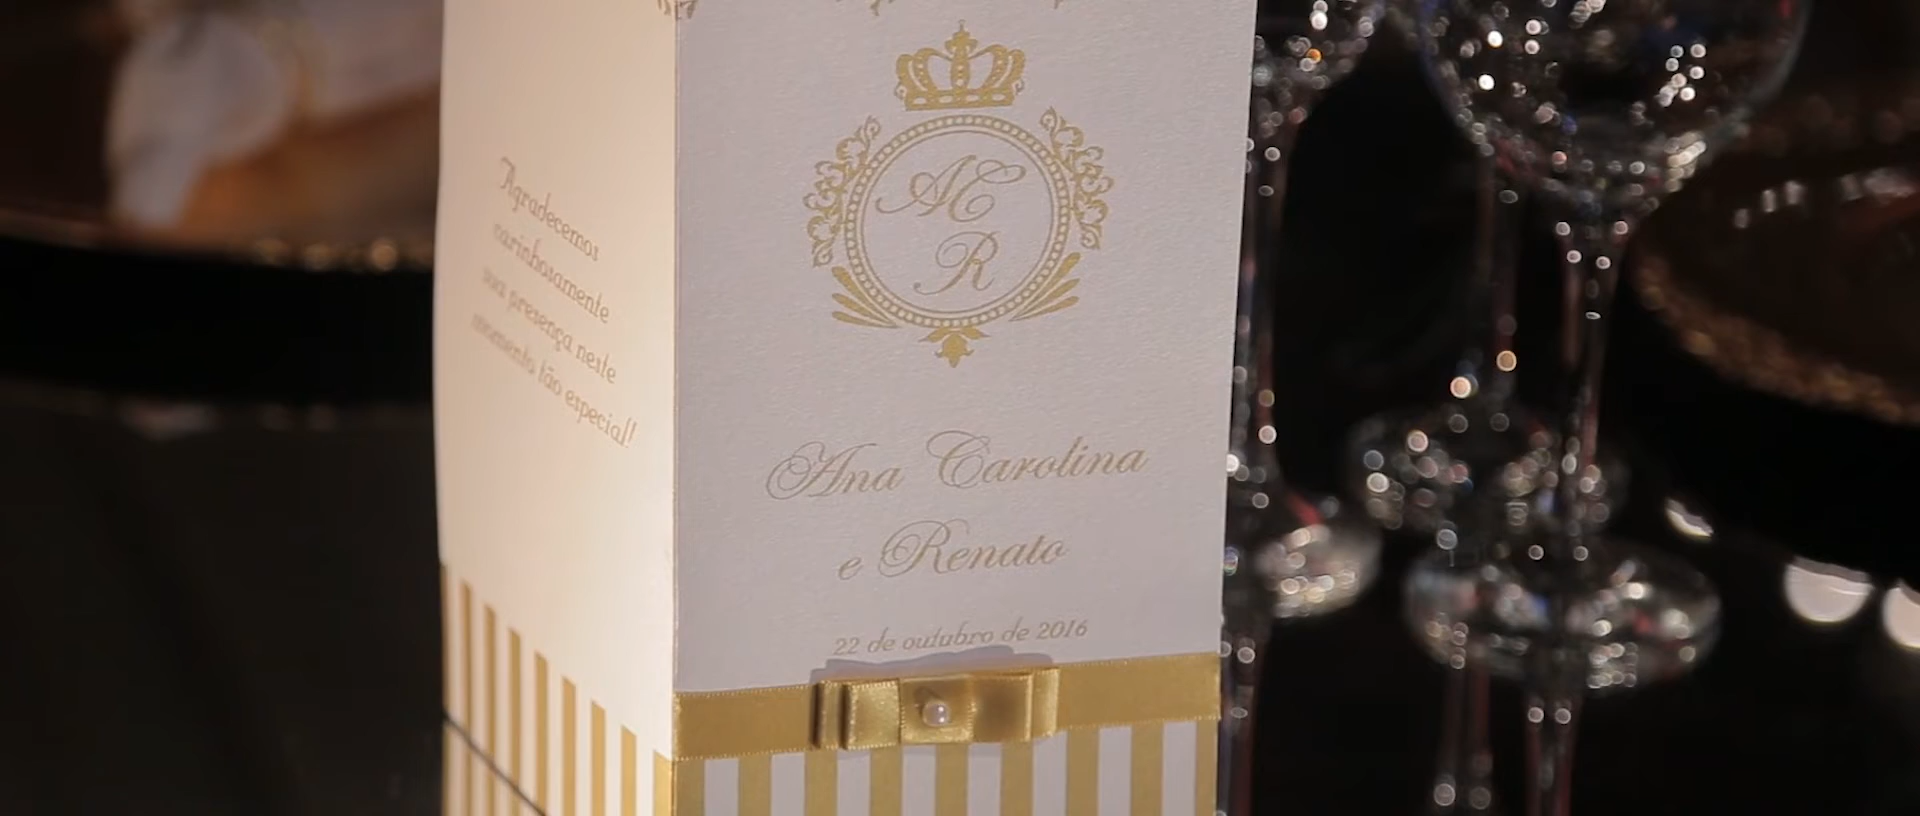 Agradecemos
carinhosamente
sua presença neste
momento tão especial!
AC
R
Ana Carolina
e Renato
22 de outubro de 2016